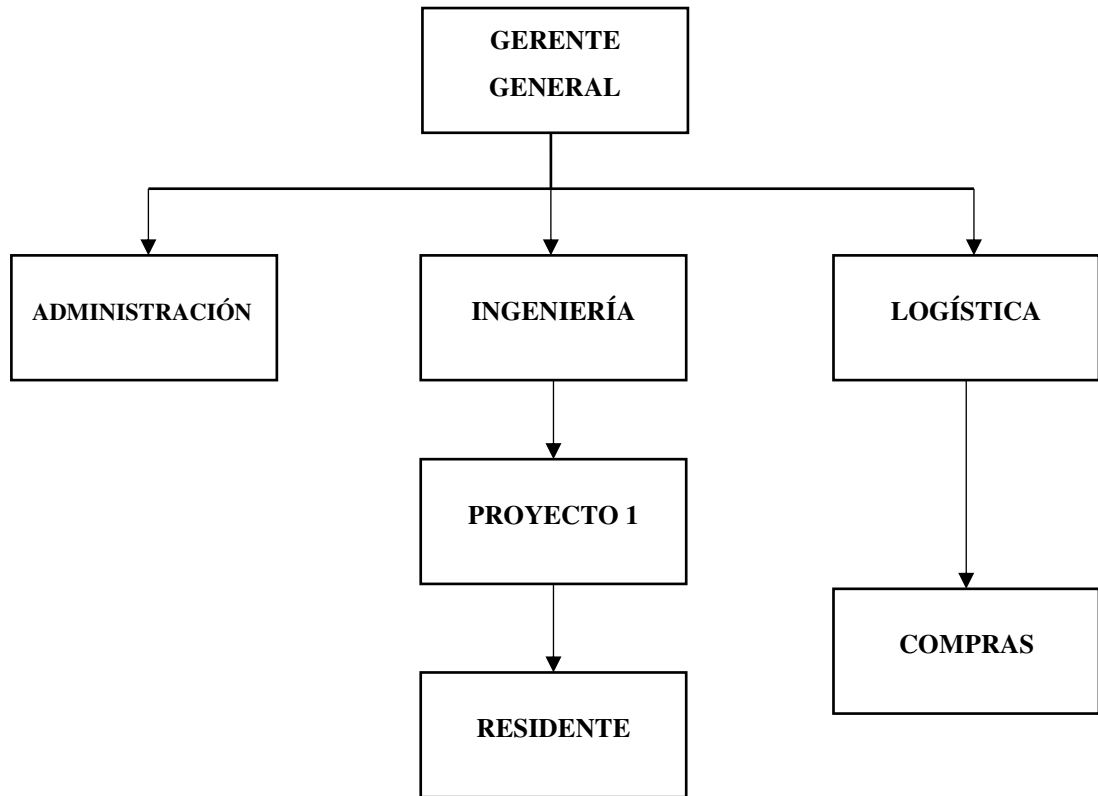 GERENTE
GENERAL
ADMINISTRACIÓN
INGENIERÍA
LOGÍSTICA
PROYECTO 1
COMPRAS
RESIDENTE